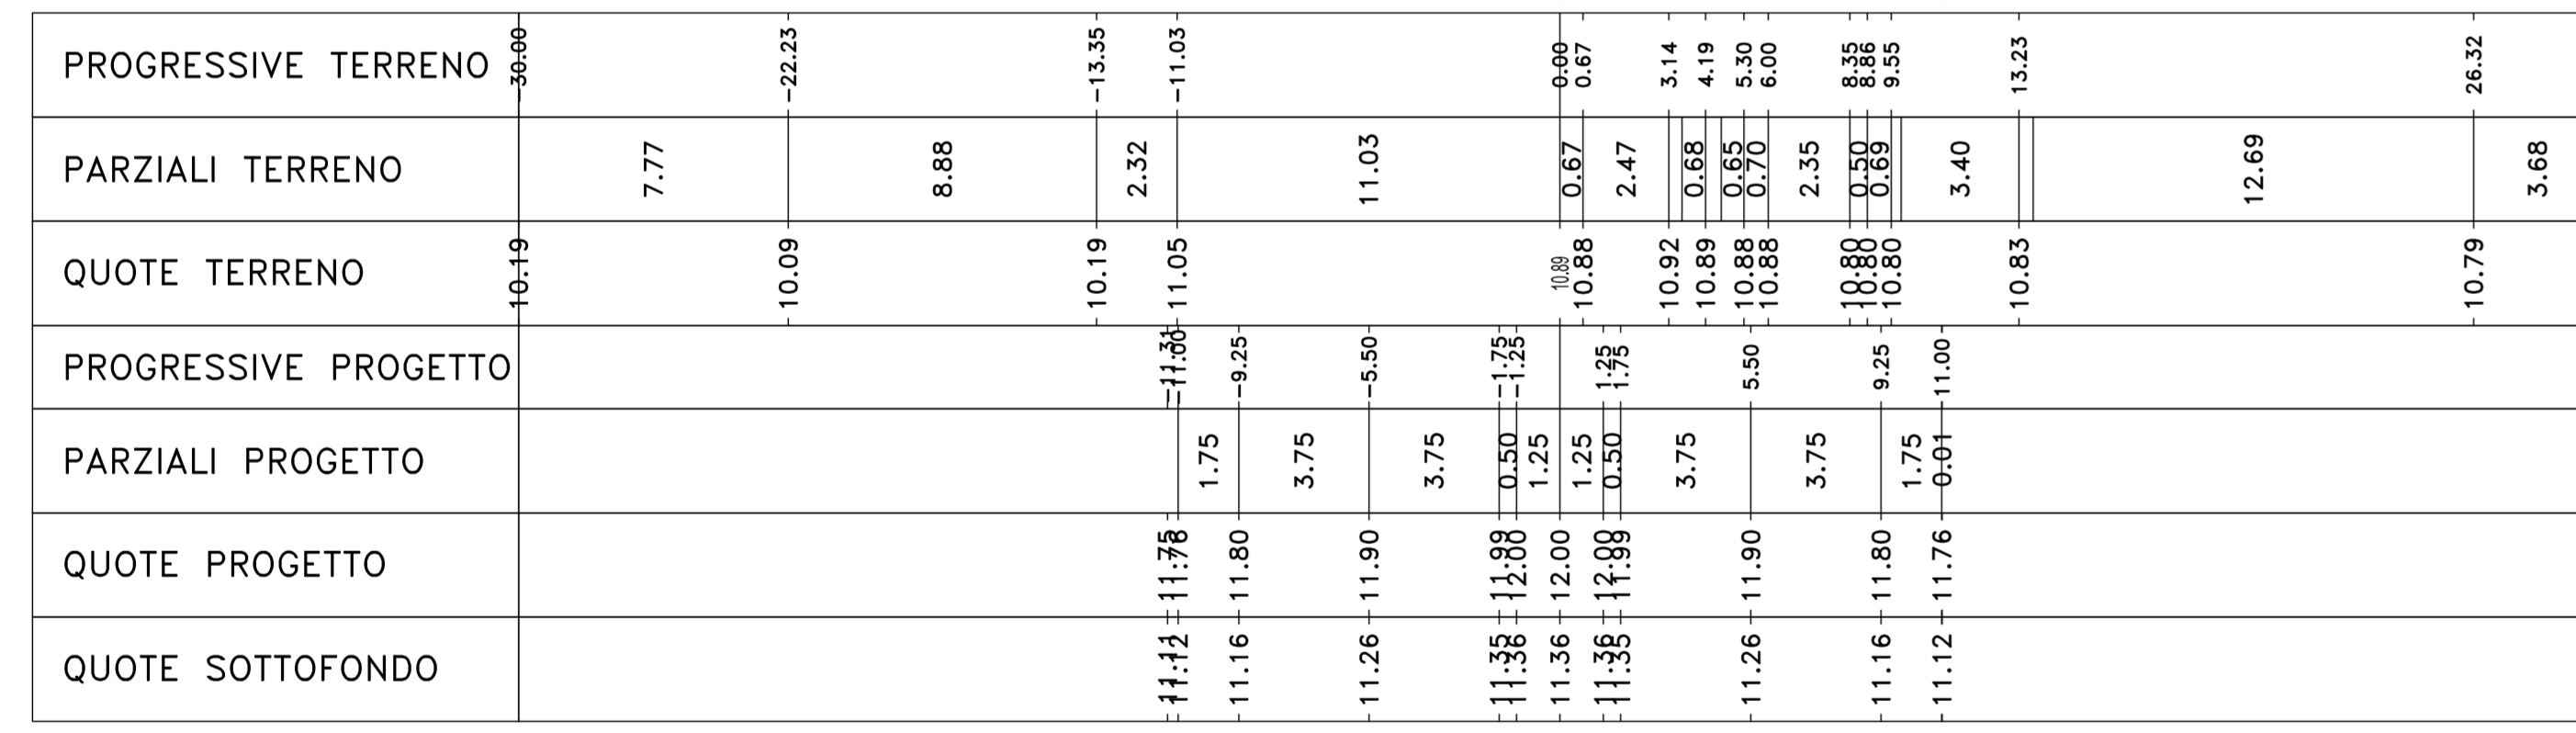 PROGRESSIVE TERRENO -30.00 -22.23 -13.35 -11.03 0.00 0.67 3.14 4.19 5.30 6.00 8.35 8.86 9.55 13.23 26.32
PARZIALI TERRENO 7.77 8.88 2.32 11.03 0.67 2.47 0.68 0.65 0.70 2.35 0.50 0.69 3.40 12.69 3.68
QUOTE TERRENO 10.19 10.09 10.19 11.05 10.89 10.88 10.92 10.89 10.88 10.88 10.80 10.80 10.80 10.83 10.79
PROGRESSIVE PROGETTO -11.31 -11.00 -9.25 -5.50 -1.75 -1.25 1.25 1.75 5.50 9.25 11.00
PARZIALI PROGETTO 1.75 3.75 3.75 0.50 1.25 1.25 0.50 3.75 3.75 1.75 0.01
QUOTE PROGETTO 11.75 11.76 11.80 11.90 11.99 12.00 12.00 12.00 11.99 11.90 11.80 11.76
QUOTE SOTTOFONDO 11.11 11.12 11.16 11.26 11.35 11.36 11.36 11.36 11.35 11.26 11.16 11.12